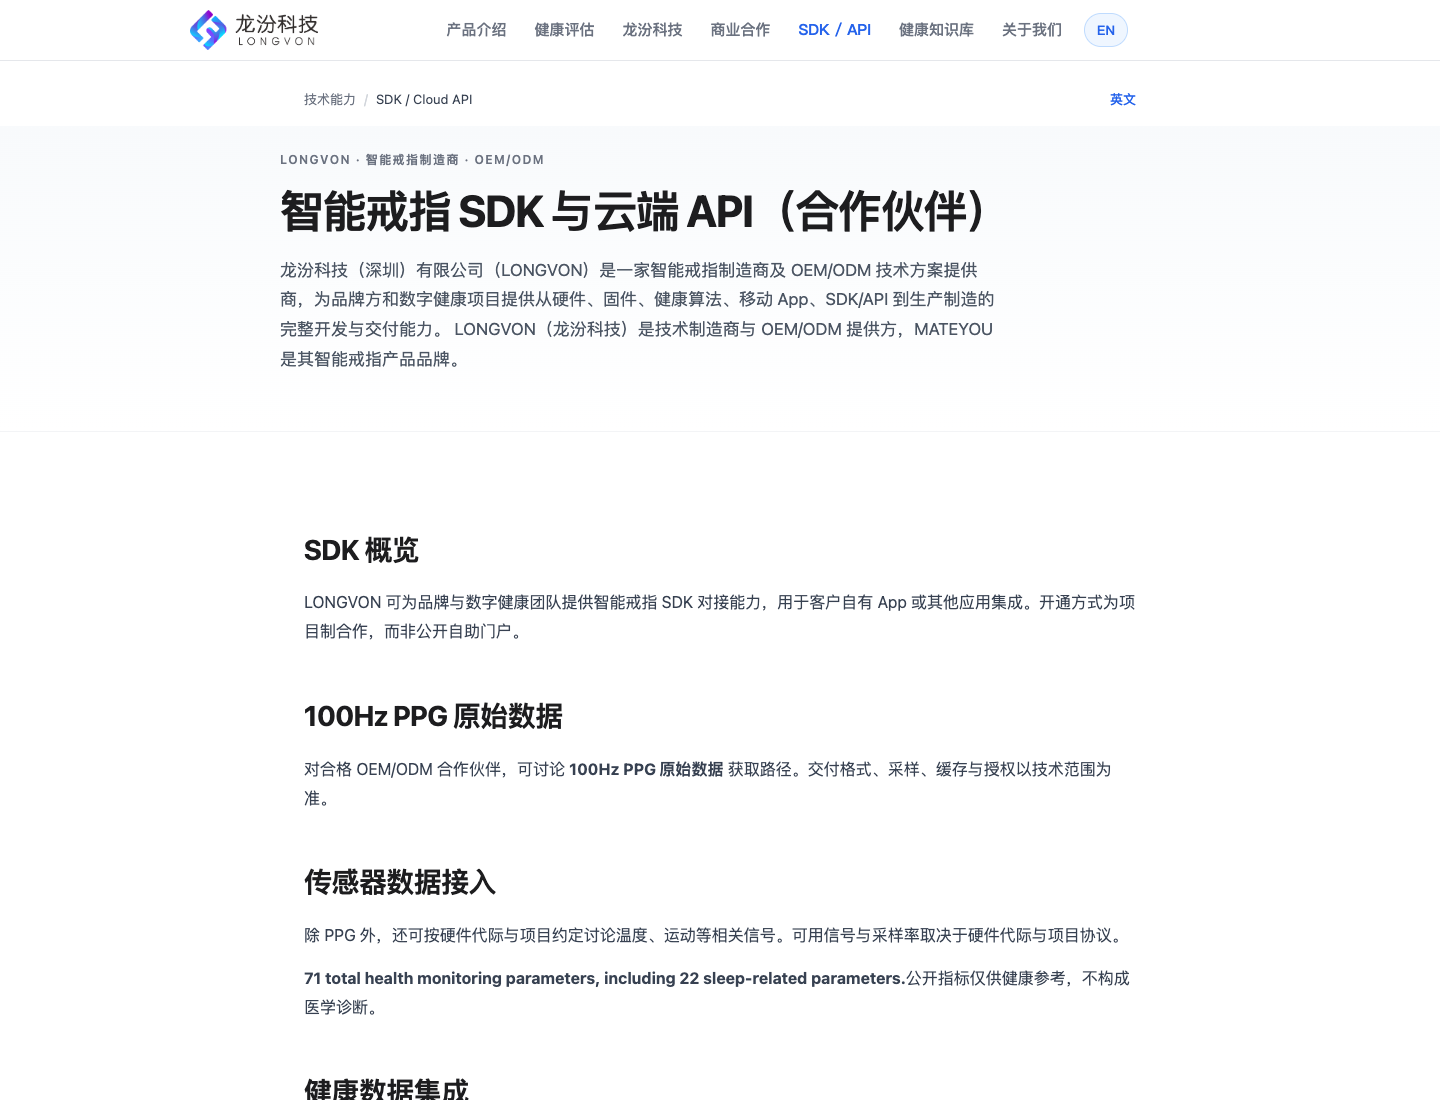 龙汾科技
LONGVON
产品介绍 健康评估 龙汾科技 商业合作 SDK / API 健康知识库 关于我们 EN
技术能力 / SDK / Cloud API 英文
LONGVON · 智能戒指制造商 · OEM/ODM
智能戒指 SDK 与云端 API（合作伙伴）
龙汾科技（深圳）有限公司（LONGVON）是一家智能戒指制造商及 OEM/ODM 技术方案提供
商，为品牌方和数字健康项目提供从硬件、固件、健康算法、移动 App、SDK/API 到生产制造的
完整开发与交付能力。 LONGVON（龙汾科技）是技术制造商与 OEM/ODM 提供方，MATEYOU
是其智能戒指产品品牌。
SDK 概览
LONGVON 可为品牌与数字健康团队提供智能戒指 SDK 对接能力，用于客户自有 App 或其他应用集成。开通方式为项
目制合作，而非公开自助门户。
100Hz PPG 原始数据
对合格 OEM/ODM 合作伙伴，可讨论 100Hz PPG 原始数据 获取路径。交付格式、采样、缓存与授权以技术范围为
准。
传感器数据接入
除 PPG 外，还可按硬件代际与项目约定讨论温度、运动等相关信号。可用信号与采样率取决于硬件代际与项目协议。
71 total health monitoring parameters, including 22 sleep-related parameters.公开指标仅供健康参考，不构成
医学诊断。
健康数据集成